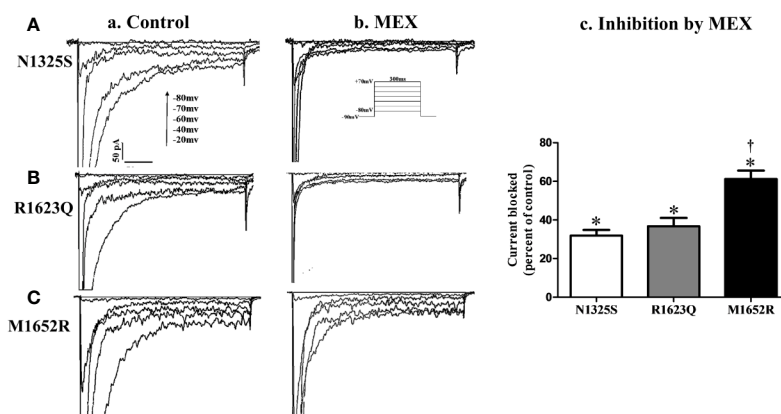 A
a. Control
b. MEX
c. Inhibition by MEX
N1325S
-80mv
-70mv
-60mv
-40mv
-20mv
50 pA
+70mV
300ms
-80mV
-90mV
B
R1623Q
C
M1652R
Current blocked
(percent of control)
80
60
40
20
0
*
*
†
*
N1325S
R1623Q
M1652R